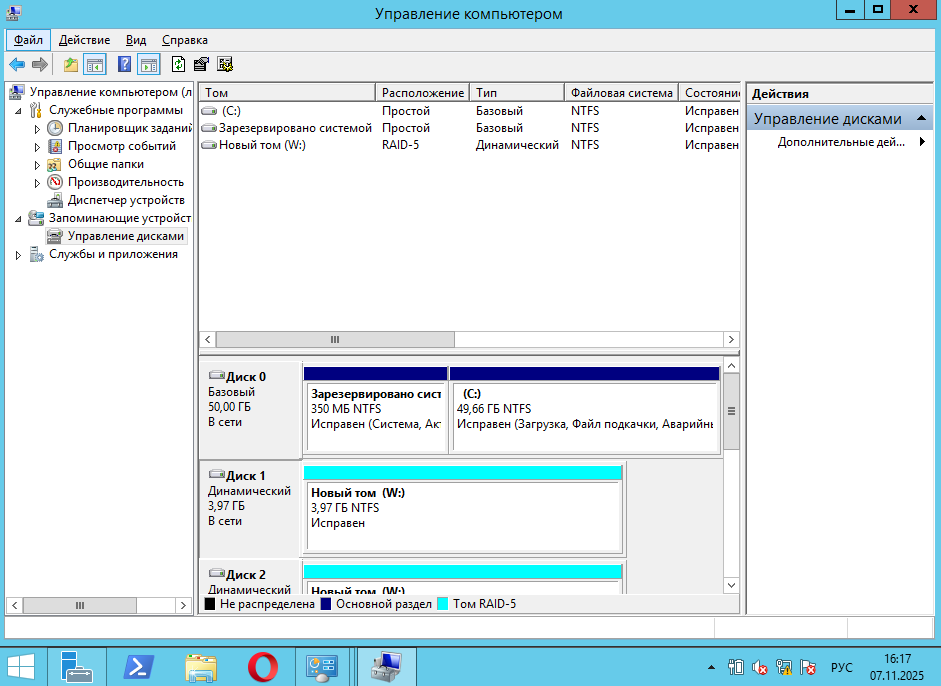 Управление компьютером
Файл Действие Вид Справка
Управление компьютером (л
Служебные программы
Планировщик заданий
Просмотр событий
Общие папки
Производительность
Диспетчер устройств
Запоминающие устройст
Управление дисками
Службы и приложения
Том Расположение Тип Файловая система Состояние
(C:) Простой Базовый NTFS Исправен
Зарезервировано системой Простой Базовый NTFS Исправен
Новый том (W:) RAID-5 Динамический NTFS Исправен
Диск 0
Базовый
50,00 ГБ
В сети
Зарезервировано сист
350 МБ NTFS
Исправен (Система, Ак
(C:)
49,66 ГБ NTFS
Исправен (Загрузка, Файл подкачки, Аварийнь
Диск 1
Динамический
3,97 ГБ
В сети
Новый том (W:)
3,97 ГБ NTFS
Исправен
Диск 2
Динамический
Новый том (W:)
Не распределена Основной раздел Том RAID-5
Действия
Управление дисками
Дополнительные дей...
РУС
16:17
07.11.2025